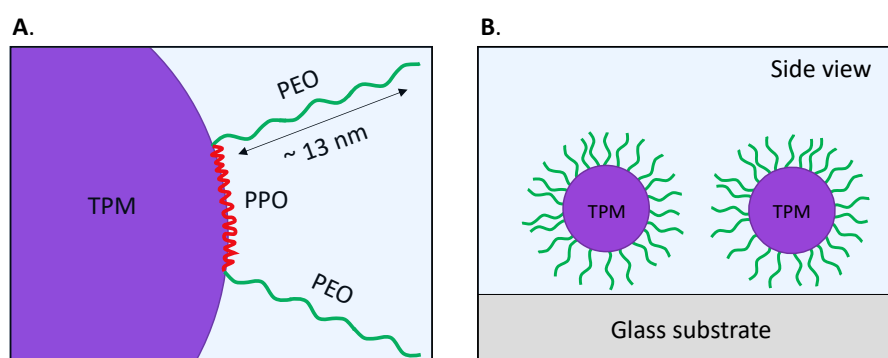 A.
PEO
~ 13 nm
TPM
PPO
PEO
B.
Side view
TPM
TPM
Glass substrate